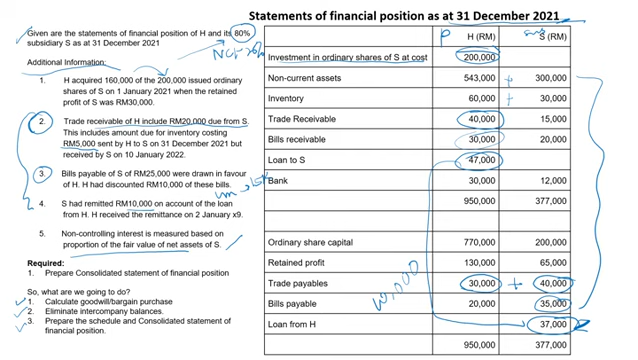 Statements of financial position as at 31 December 2021
Given are the statements of financial position of H and its 80%
subsidiary S as at 31 December 2021
NCI 20%
Additional Information:
1. H acquired 160,000 of the 200,000 issued ordinary
shares of S on 1 January 2021 when the retained
profit of S was RM30,000.
2. Trade receivable of H include RM20,000 due from S.
This includes amount due for inventory costing
RM5,000 sent by H to S on 31 December 2021 but
received by S on 10 January 2022.
3. Bills payable of S of RM25,000 were drawn in favour
of H. H had discounted RM10,000 of these bills.
4. S had remitted RM10,000 on account of the loan
from H. H received the remittance on 2 January x9.
5. Non-controlling interest is measured based on
proportion of the fair value of net assets of S.
Required:
1. Prepare Consolidated statement of financial position
So, what are we going to do?
1. Calculate goodwill/bargain purchase
2. Eliminate intercompany balances.
3. Prepare the schedule and Consolidated statement of
financial position.
P H (RM) S (RM)
Investment in ordinary shares of S at cost 200,000
Non-current assets 543,000 + 300,000
Inventory 60,000 + 30,000
Trade Receivable 40,000 15,000
Bills receivable 30,000 20,000
Loan to S 47,000
Bank 30,000 12,000
950,000 377,000
Ordinary share capital 770,000 200,000
Retained profit 130,000 65,000
Trade payables 30,000 + 40,000
Bills payable 20,000 35,000
Loan from H 37,000
950,000 377,000
10,000